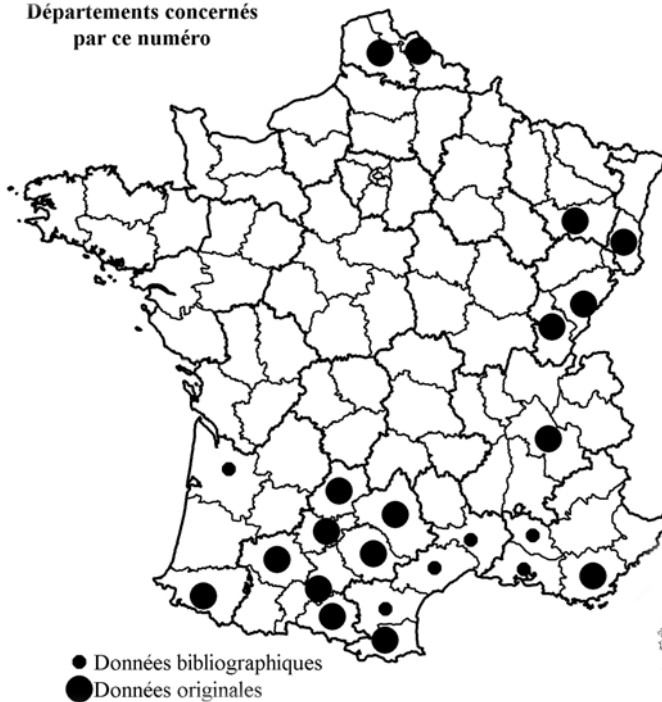 Départements concernés
par ce numéro
Données bibliographiques
Données originales